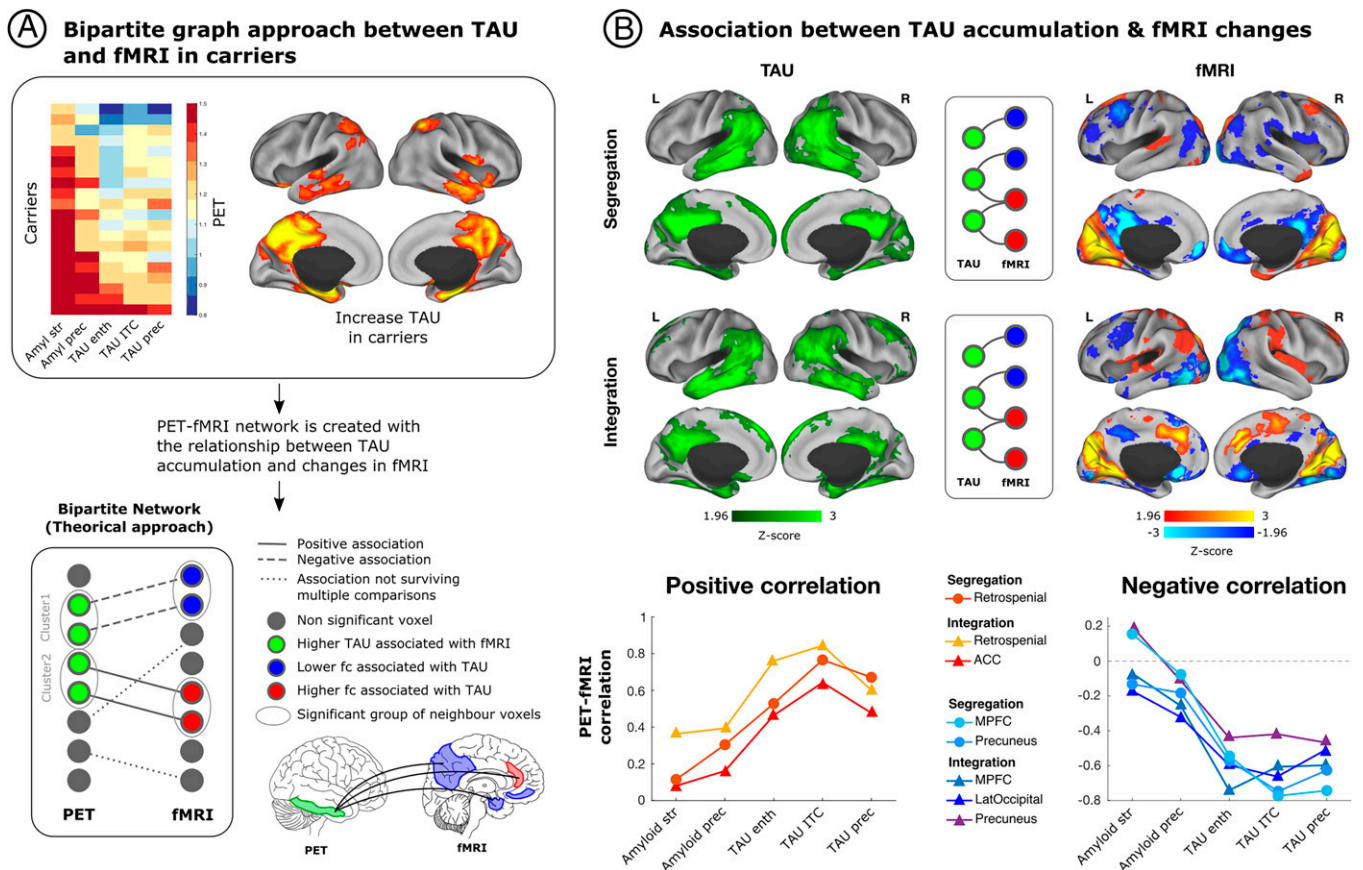 A
Bipartite graph approach between TAU
and fMRI in carriers
Carriers
1.5
1.4
1.3
1.2
1.1
1
0.9
0.8
PET
Amyl str
Amyl prec
TAU enth
TAU ITC
TAU prec
Increase TAU
in carriers
PET-fMRI network is created with
the relationship between TAU
accumulation and changes in fMRI
Bipartite Network
(Theorical approach)
Cluster1
Cluster2
PET
fMRI
Positive association
Negative association
Association not surviving
multiple comparisons
Non significant voxel
Higher TAU associated with fMRI
Lower fc associated with TAU
Higher fc associated with TAU
Significant group of neighbour voxels
PET
fMRI
B
Association between TAU accumulation & fMRI changes
TAU
fMRI
Segregation
L
R
TAU
fMRI
L
R
Integration
L
R
TAU
fMRI
L
R
1.96
3
Z-score
1.96
3
-3
-1.96
Z-score
Positive correlation
PET-fMRI
correlation
1
0.8
0.6
0.4
0.2
0
Amyloid str
Amyloid prec
TAU enth
TAU ITC
TAU prec
Segregation
Retrospenial
Integration
Retrospenial
ACC
Segregation
MPFC
Precuneus
Integration
MPFC
LatOccipital
Precuneus
Negative correlation
0.2
0
-0.2
-0.4
-0.6
-0.8
Amyloid str
Amyloid prec
TAU enth
TAU ITC
TAU prec